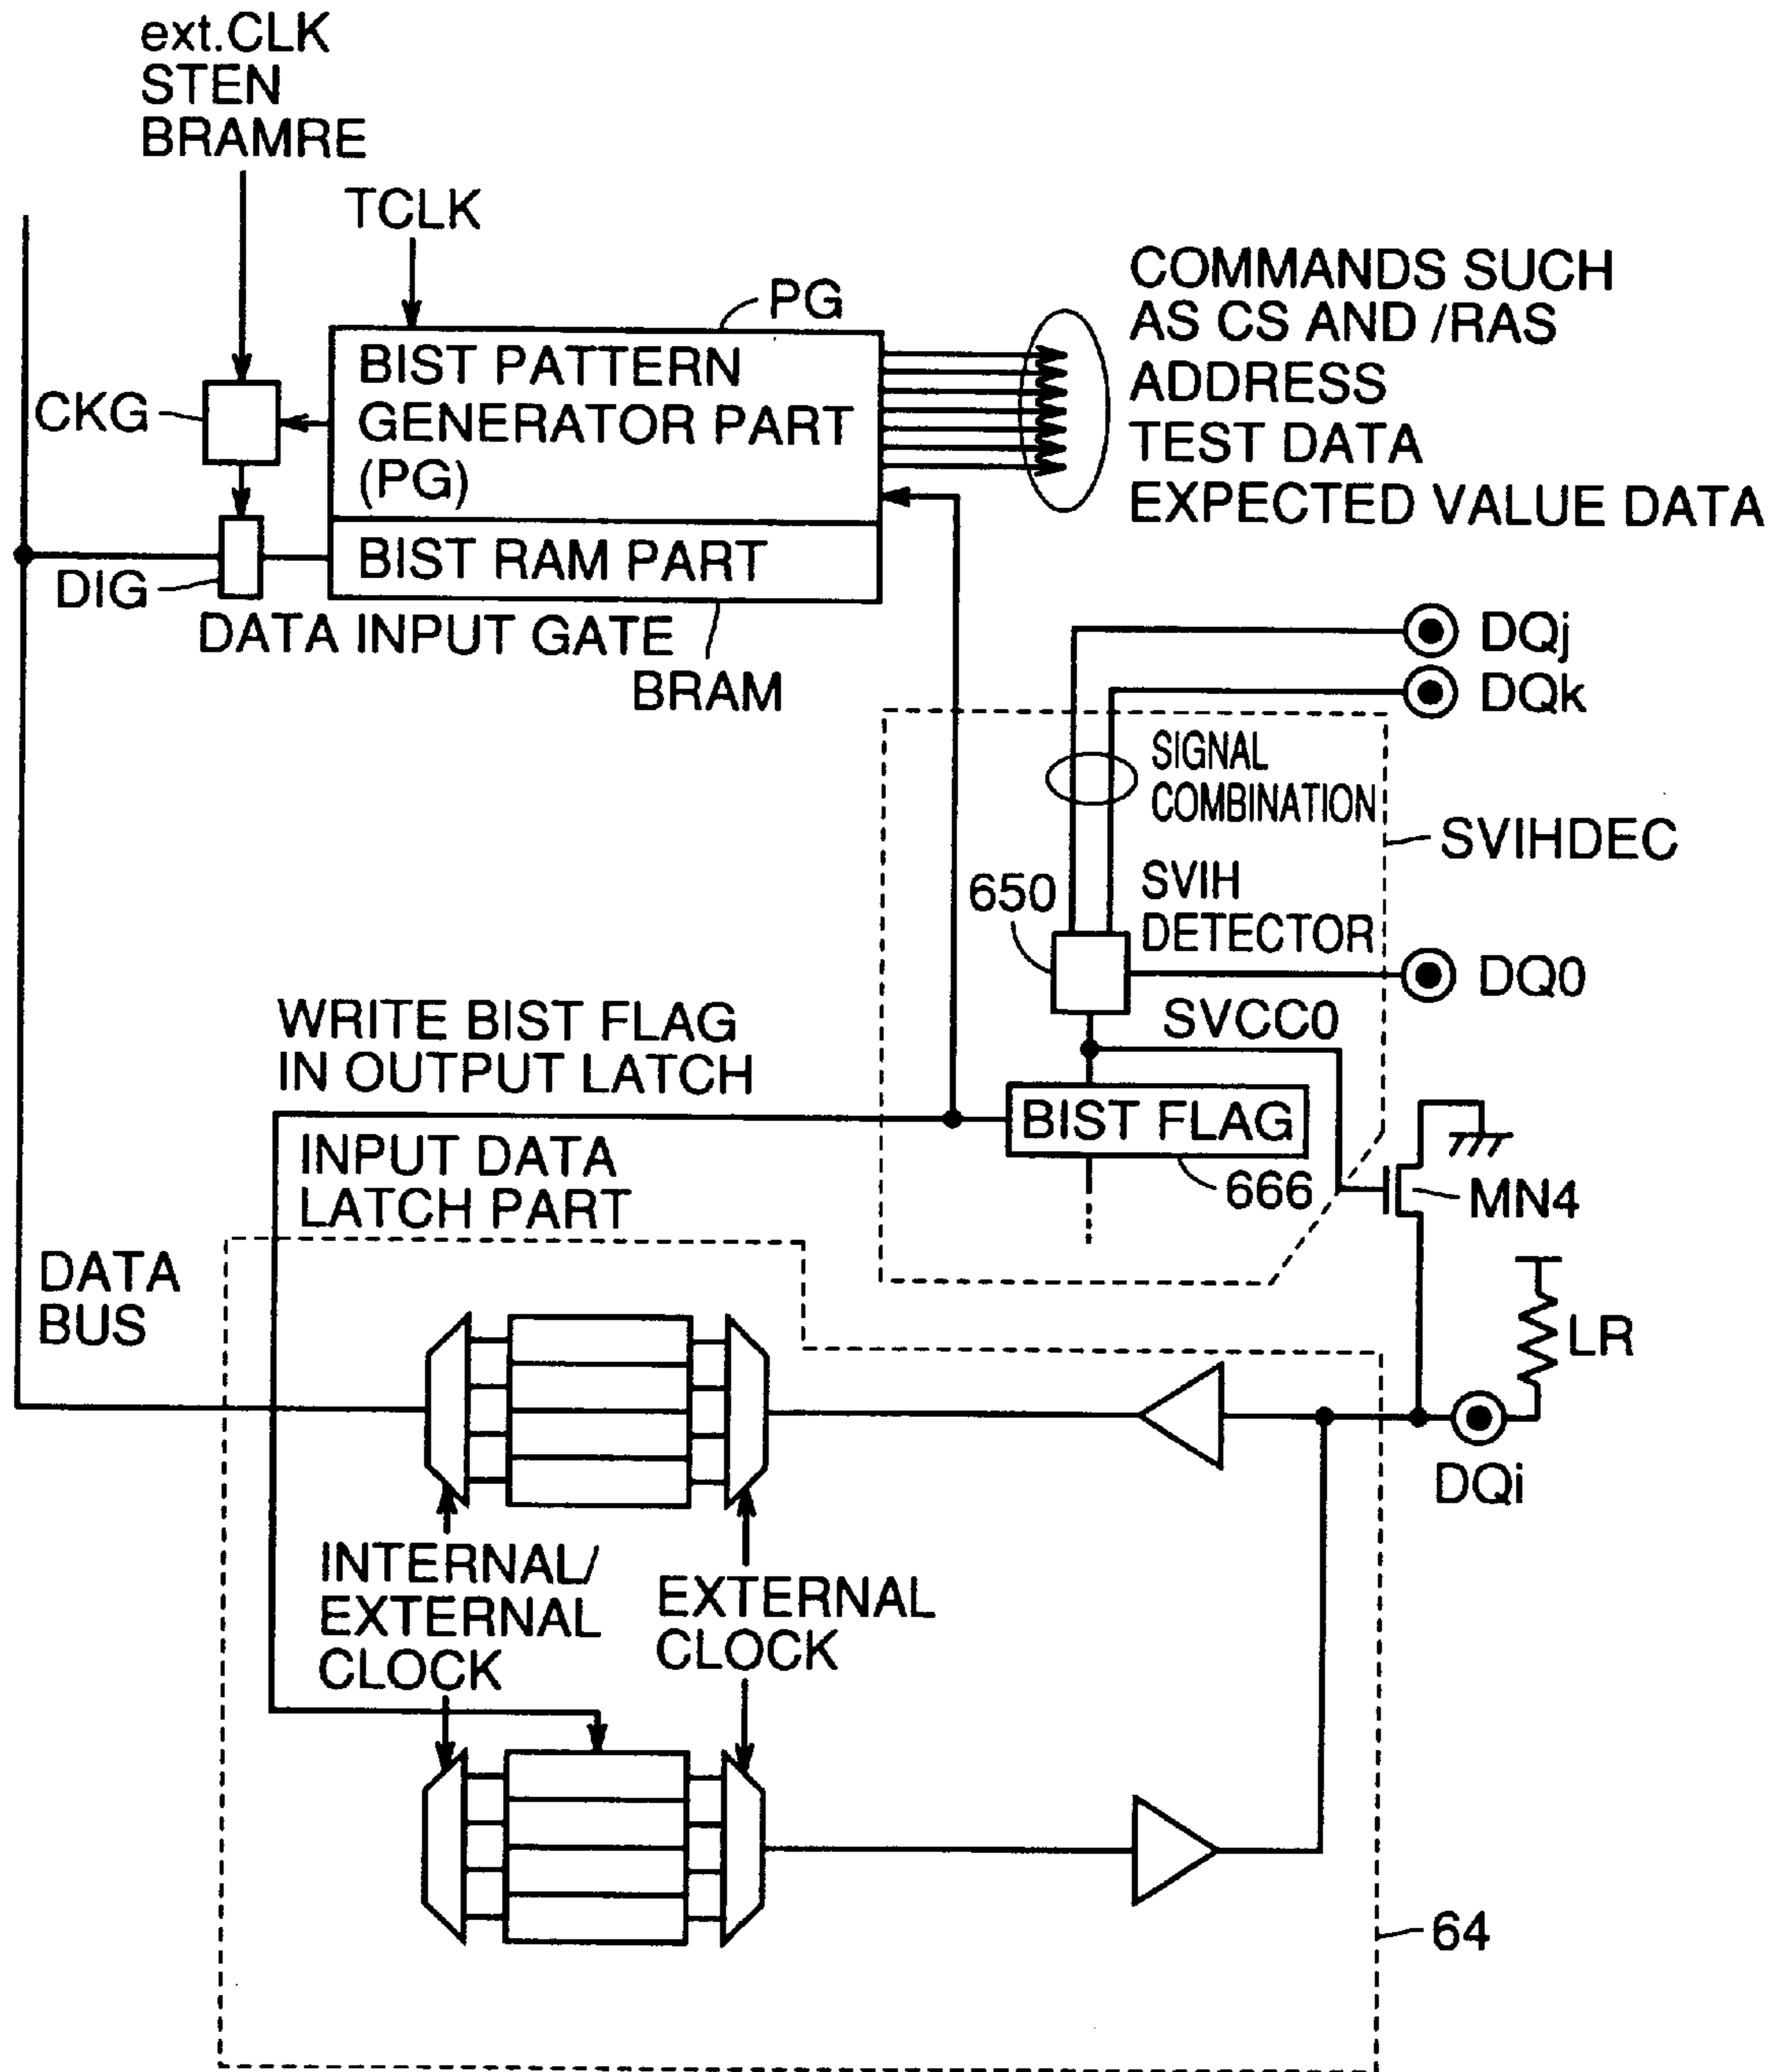 ext.CLK
STEN
BRAMRE
TCLK
PG
COMMANDS SUCH
AS CS AND /RAS
ADDRESS
TEST DATA
EXPECTED VALUE DATA
CKG
BIST PATTERN
GENERATOR PART
(PG)
BIST RAM PART
DIG
DATA INPUT GATE
BRAM
DQj
DQk
SIGNAL
COMBINATION
SVIHDEC
650
SVIH
DETECTOR
DQ0
SVCC0
WRITE BIST FLAG
IN OUTPUT LATCH
BIST FLAG
666
MN4
INPUT DATA
LATCH PART
DATA
BUS
LR
DQi
INTERNAL/
EXTERNAL
CLOCK
EXTERNAL
CLOCK
64